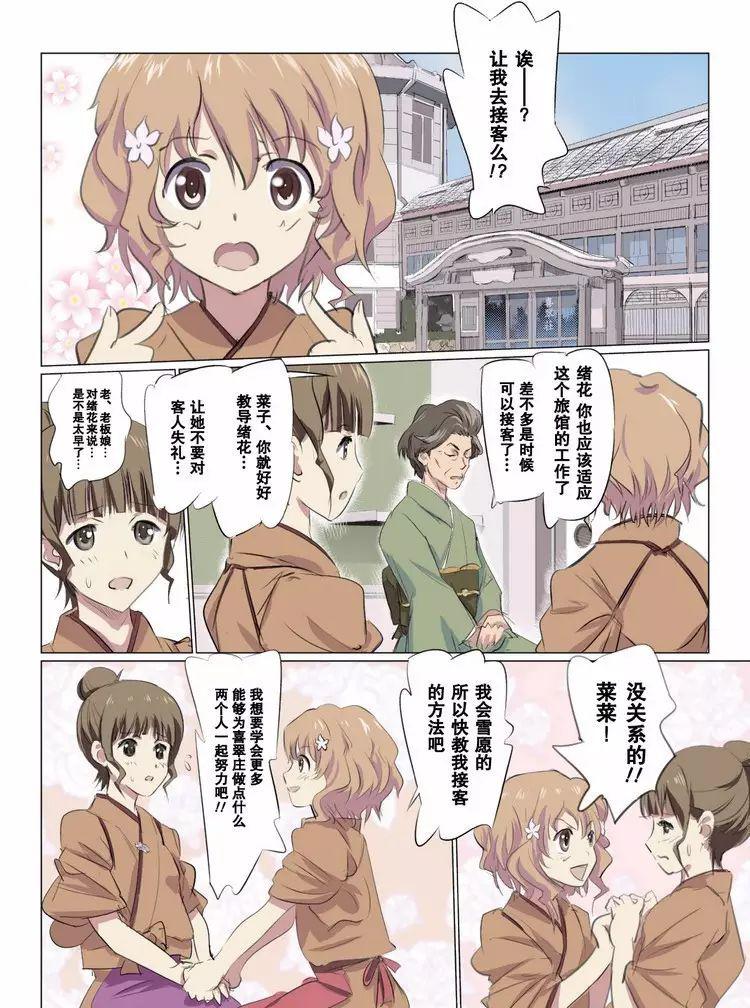 诶——?
让我去接客么!?
绪花 你也应该适应
这个旅馆的工作了
差不多是时候
可以接客了…
菜子、你就好好
教导绪花…
让她不要对
客人失礼…
老、老板娘…
对绪花来说…
是不是太早了…
没关系的!!
菜菜!
我会雪愿的
所以快教我接客
的方法吧
我想要学会更多
能够为喜翠庄做点什么
两个人一起努力吧!!